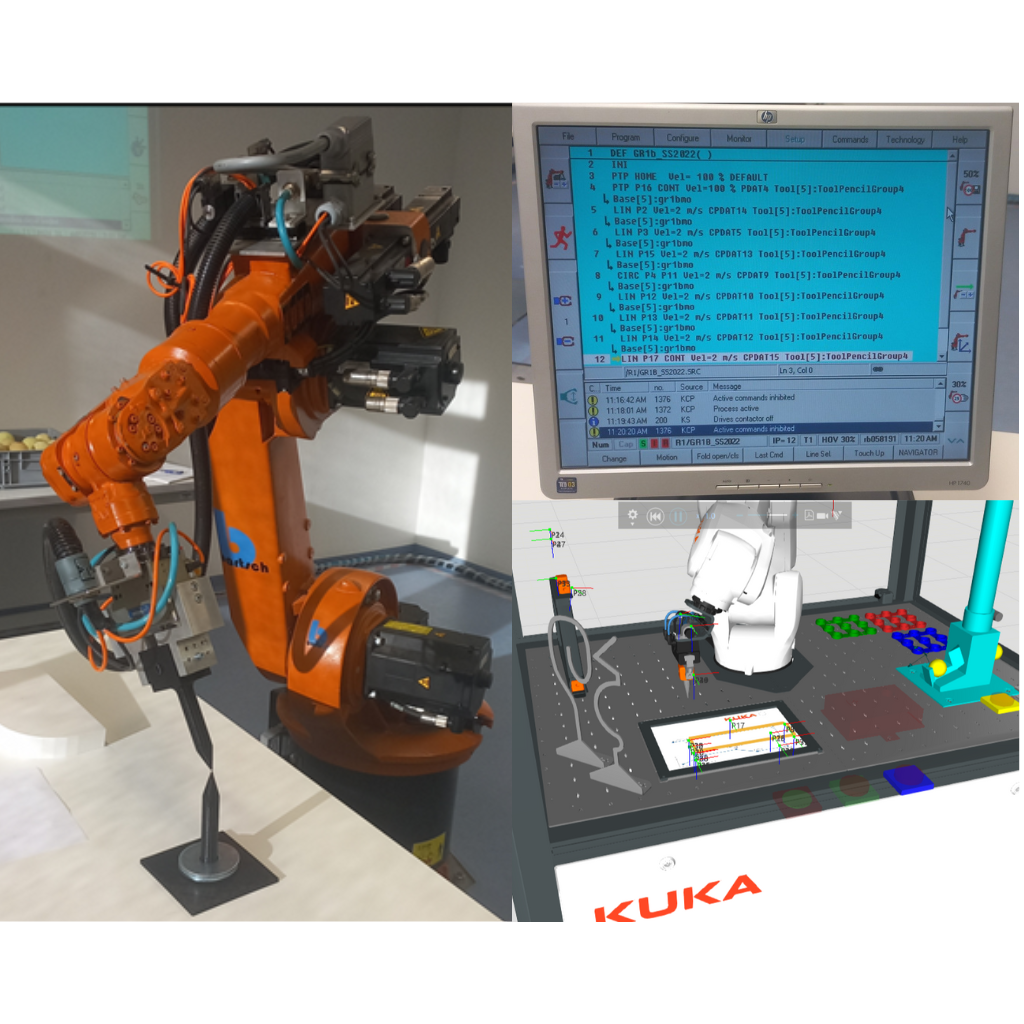 artsch
b
hp
File Program Configure Monitor Setup Commands Technology Help
1 DEF GR1b_SS2022( )
2 INI
3 PTP HOME Vel= 100 % DEFAULT
4 PTP P16 CONT Vel=100 % PDAT4 Tool[5]:ToolPencilGroup4
Base[5]:gr1bmo
5 LIN P2 Vel=2 m/s CPDAT14 Tool[5]:ToolPencilGroup4
Base[5]:gr1bmo
6 LIN P3 Vel=2 m/s CPDAT5 Tool[5]:ToolPencilGroup4
Base[5]:gr1bmo
7 LIN P15 Vel=2 m/s CPDAT13 Tool[5]:ToolPencilGroup4
Base[5]:gr1bmo
8 CIRC P4 P11 Vel=2 m/s CPDAT9 Tool[5]:ToolPencilGroup4
Base[5]:gr1bmo
9 LIN P12 Vel=2 m/s CPDAT10 Tool[5]:ToolPencilGroup4
Base[5]:gr1bmo
10 LIN P13 Vel=2 m/s CPDAT11 Tool[5]:ToolPencilGroup4
Base[5]:gr1bmo
11 LIN P14 Vel=2 m/s CPDAT12 Tool[5]:ToolPencilGroup4
Base[5]:gr1bmo
12 LIN P17 CONT Vel=2 m/s CPDAT15 Tool[5]:ToolPencilGroup4
/R1/GR1B_SS2022.SRC Ln 3, Col 0
C... Time no. Source Message
11:16:42 AM 1376 KCP Active commands inhibited
11:18:01 AM 1372 KCP Process active
11:19:43 AM 200 KS Drives contactor off
11:20:20 AM 1376 KCP Active commands inhibited
Num Cap S I R R1/GR1B_SS2022 IP=12 T1 HOV 30% rb058191 11:20 AM
Change Motion Fold open/cls Last Cmd Line Sel. Touch Up NAVIGATOR
50%
1
30%
HP L1740
P24
P27
P38
P17
KUKA
KUKA